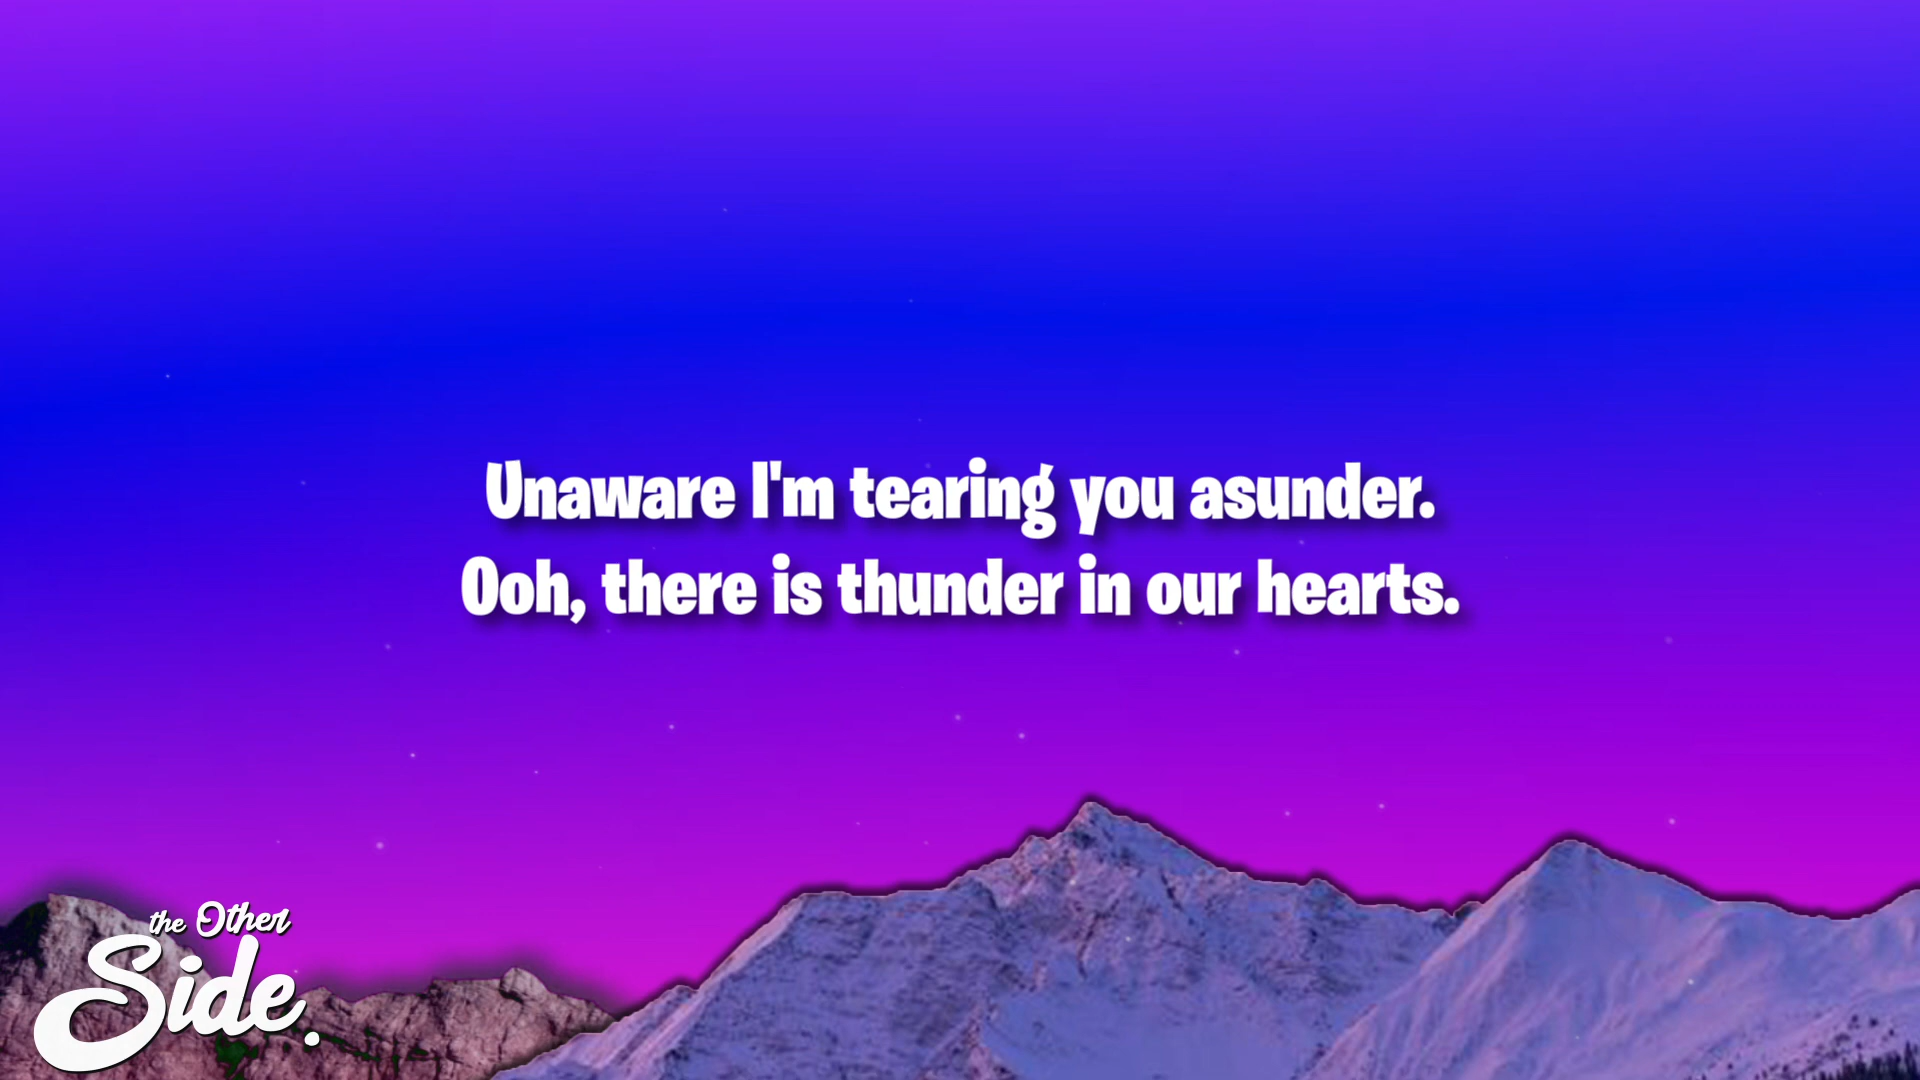 Unaware I'm tearing you asunder.
Ooh, there is thunder in our hearts.
the Other
Side.